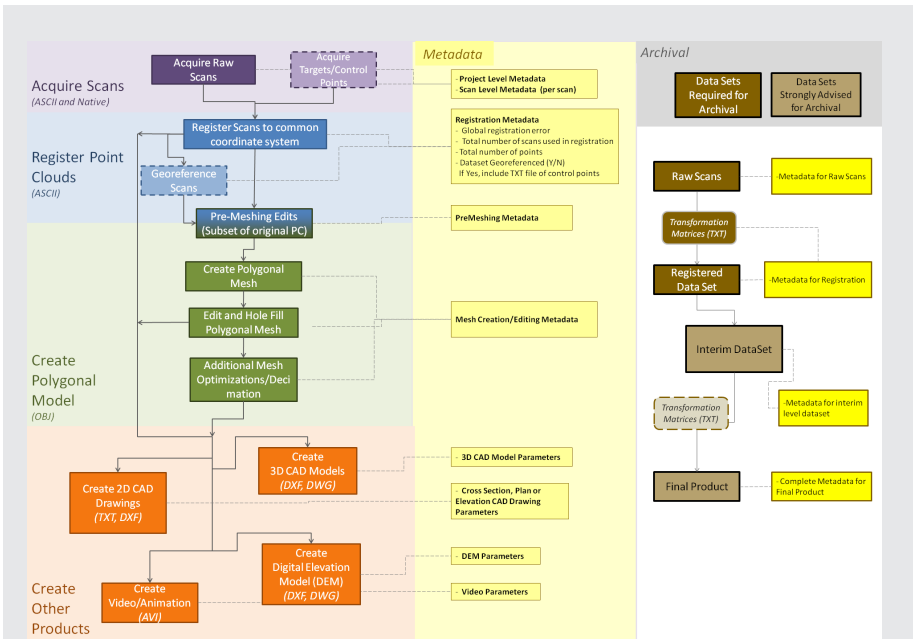 Metadata
Archival
Acquire Scans
(ASCII and Native)
Acquire Raw
Scans
Acquire
Targets/Control
Points
- Project Level Metadata
- Scan Level Metadata (per scan)
Data Sets
Required for
Archival
Data Sets
Strongly Advised
for Archival
Register Point
Clouds
(ASCII)
Register Scans to common
coordinate system
Georeference
Scans
Registration Metadata
- Global registration error
- Total number of scans used in registration
- Total number of points
- Dataset Georeferenced (Y/N)
If Yes, include TXT file of control points
Pre-Meshing Edits
(Subset of original PC)
PreMeshing Metadata
Create
Polygonal
Model
(OBJ)
Create Polygonal
Mesh
Edit and Hole Fill
Polygonal Mesh
Additional Mesh
Optimizations/Deci
mation
Mesh Creation/Editing Metadata
Create
Other
Products
Create
3D CAD Models
(DXF, DWG)
- 3D CAD Model Parameters
Create 2D CAD
Drawings
(TXT, DXF)
- Cross Section, Plan or
Elevation CAD Drawing
Parameters
Create
Digital Elevation
Model (DEM)
(DXF, DWG)
- DEM Parameters
Create
Video/Animation
(AVI)
- Video Parameters
Raw Scans
-Metadata for Raw Scans
Transformation
Matrices (TXT)
Registered
Data Set
-Metadata for Registration
Interim DataSet
Transformation
Matrices (TXT)
-Metadata for interim
level dataset
Final Product
- Complete Metadata for
Final Product